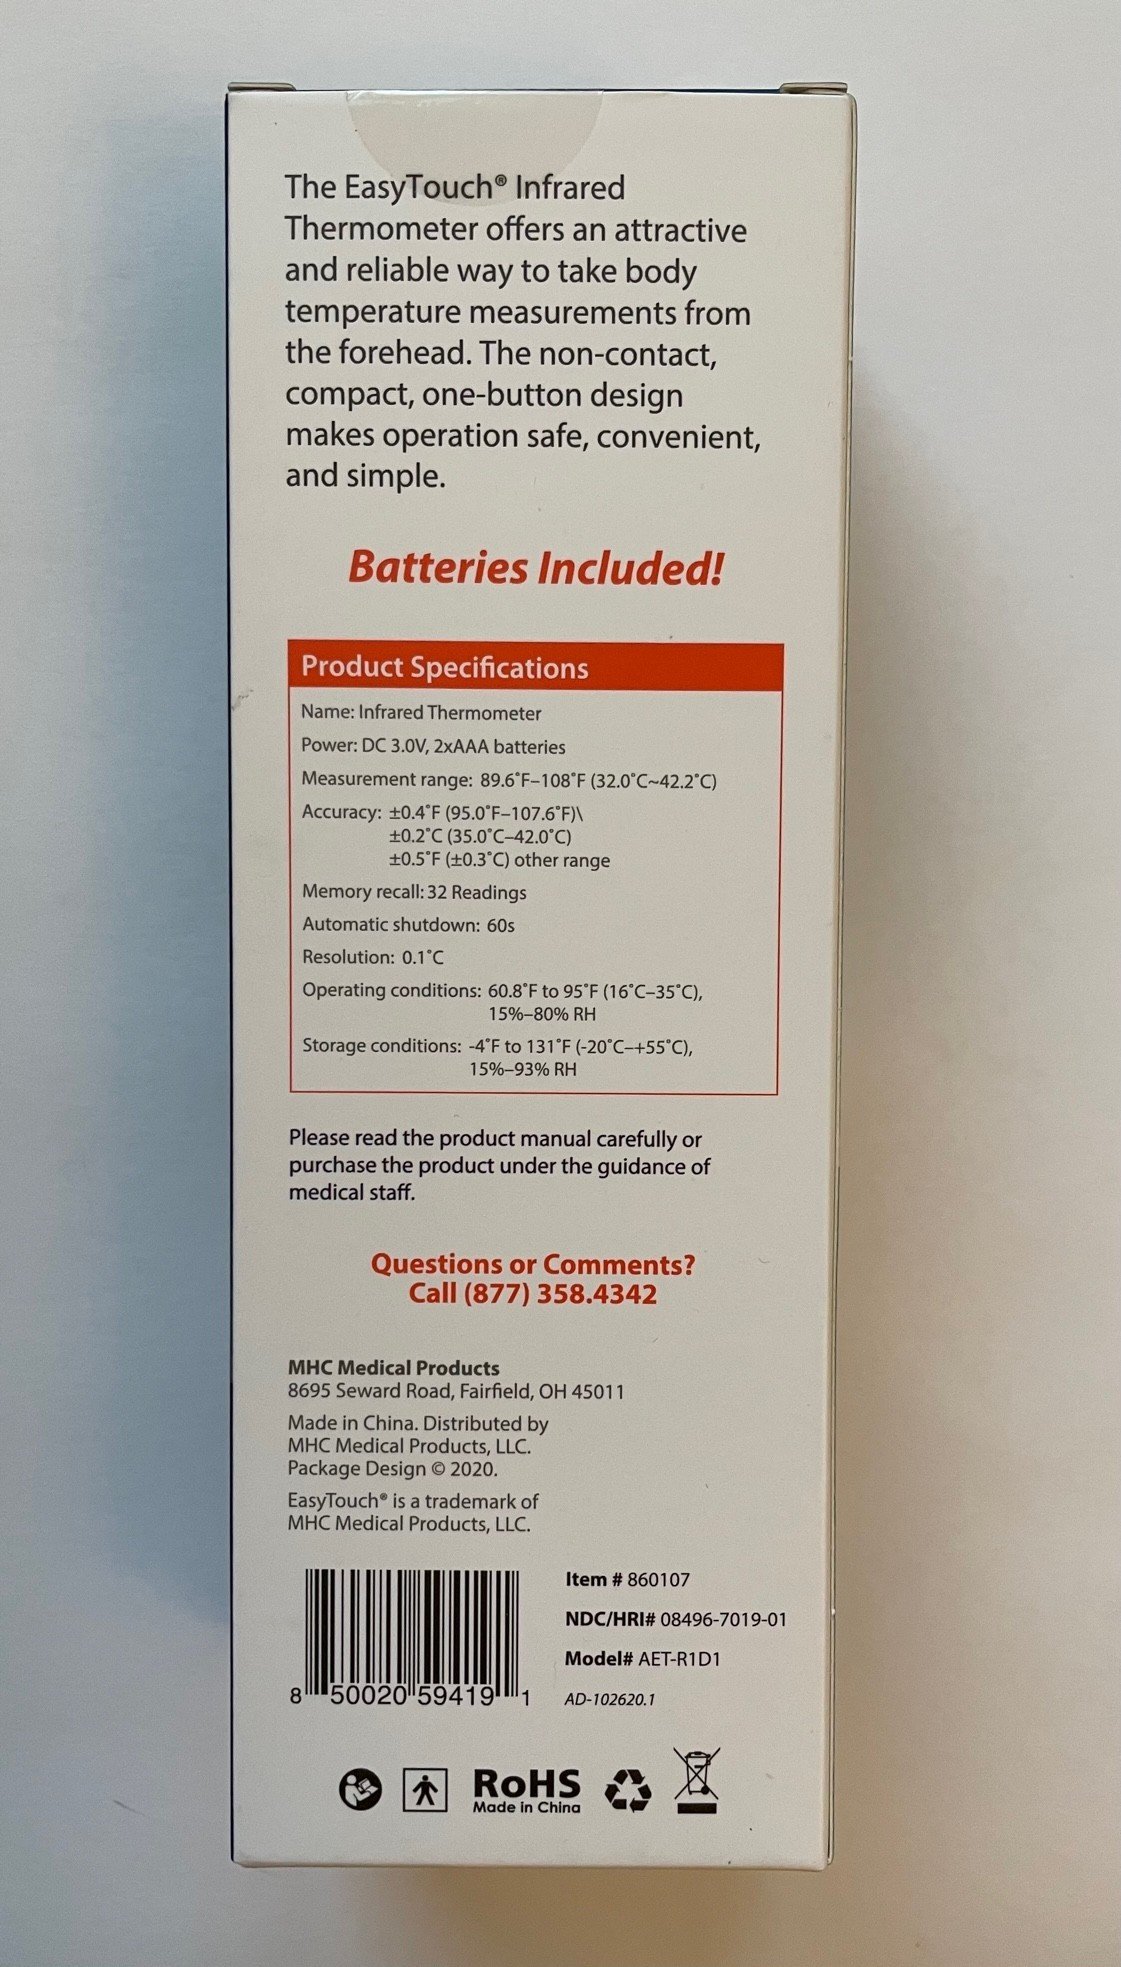 The EasyTouch® Infrared
Thermometer offers an attractive
and reliable way to take body
temperature measurements from
the forehead. The non-contact,
compact, one-button design
makes operation safe, convenient,
and simple.
Batteries Included!
Product Specifications
Name: Infrared Thermometer
Power: DC 3.0V, 2xAAA batteries
Measurement range: 89.6˚F–108˚F (32.0˚C~42.2˚C)
Accuracy: ±0.4˚F (95.0˚F–107.6˚F)\
±0.2˚C (35.0˚C–42.0˚C)
±0.5˚F (±0.3˚C) other range
Memory recall: 32 Readings
Automatic shutdown: 60s
Resolution: 0.1˚C
Operating conditions: 60.8˚F to 95˚F (16˚C–35˚C),
15%–80% RH
Storage conditions: -4˚F to 131˚F (-20˚C–+55˚C),
15%–93% RH
Please read the product manual carefully or
purchase the product under the guidance of
medical staff.
Questions or Comments?
Call (877) 358.4342
MHC Medical Products
8695 Seward Road, Fairfield, OH 45011
Made in China. Distributed by
MHC Medical Products, LLC.
Package Design © 2020.
EasyTouch® is a trademark of
MHC Medical Products, LLC.
Item # 860107
NDC/HRI# 08496-7019-01
Model# AET-R1D1
AD-102620.1
8 50020 59419 1
RoHS
Made in China